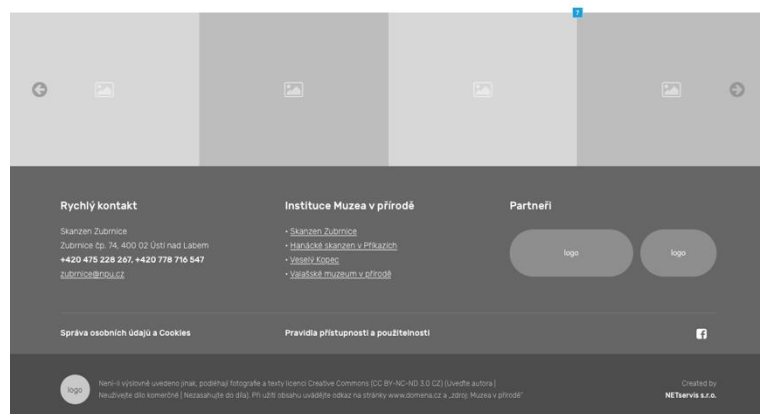 ?
Rychlý kontakt
Skanzen Zubrnice
Zubrnice čp. 74, 400 02 Ústí nad Labem
+420 475 228 267, +420 778 716 547
zubrnice@npu.cz
Instituce Muzea v přírodě
• Skanzen Zubrnice
• Hanácké skanzen v Příkazích
• Veselý Kopec
• Valašské muzeum v přírodě
Partneři
logo
logo
Správa osobních údajů a Cookies
Pravidla přístupnosti a použitelnosti
logo
Není-li výslovně uvedeno jinak, podléhají fotografie a texty licenci Creative Commons (CC BY-NC-ND 3.0 CZ) (Uveďte autora |
Neužívejte dílo komerčně | Nezasahujte do díla). Při užití obsahu uvádějte odkaz na stránky www.domena.cz a „zdroj: Muzea v přírodě"
Created by
NETservis s.r.o.